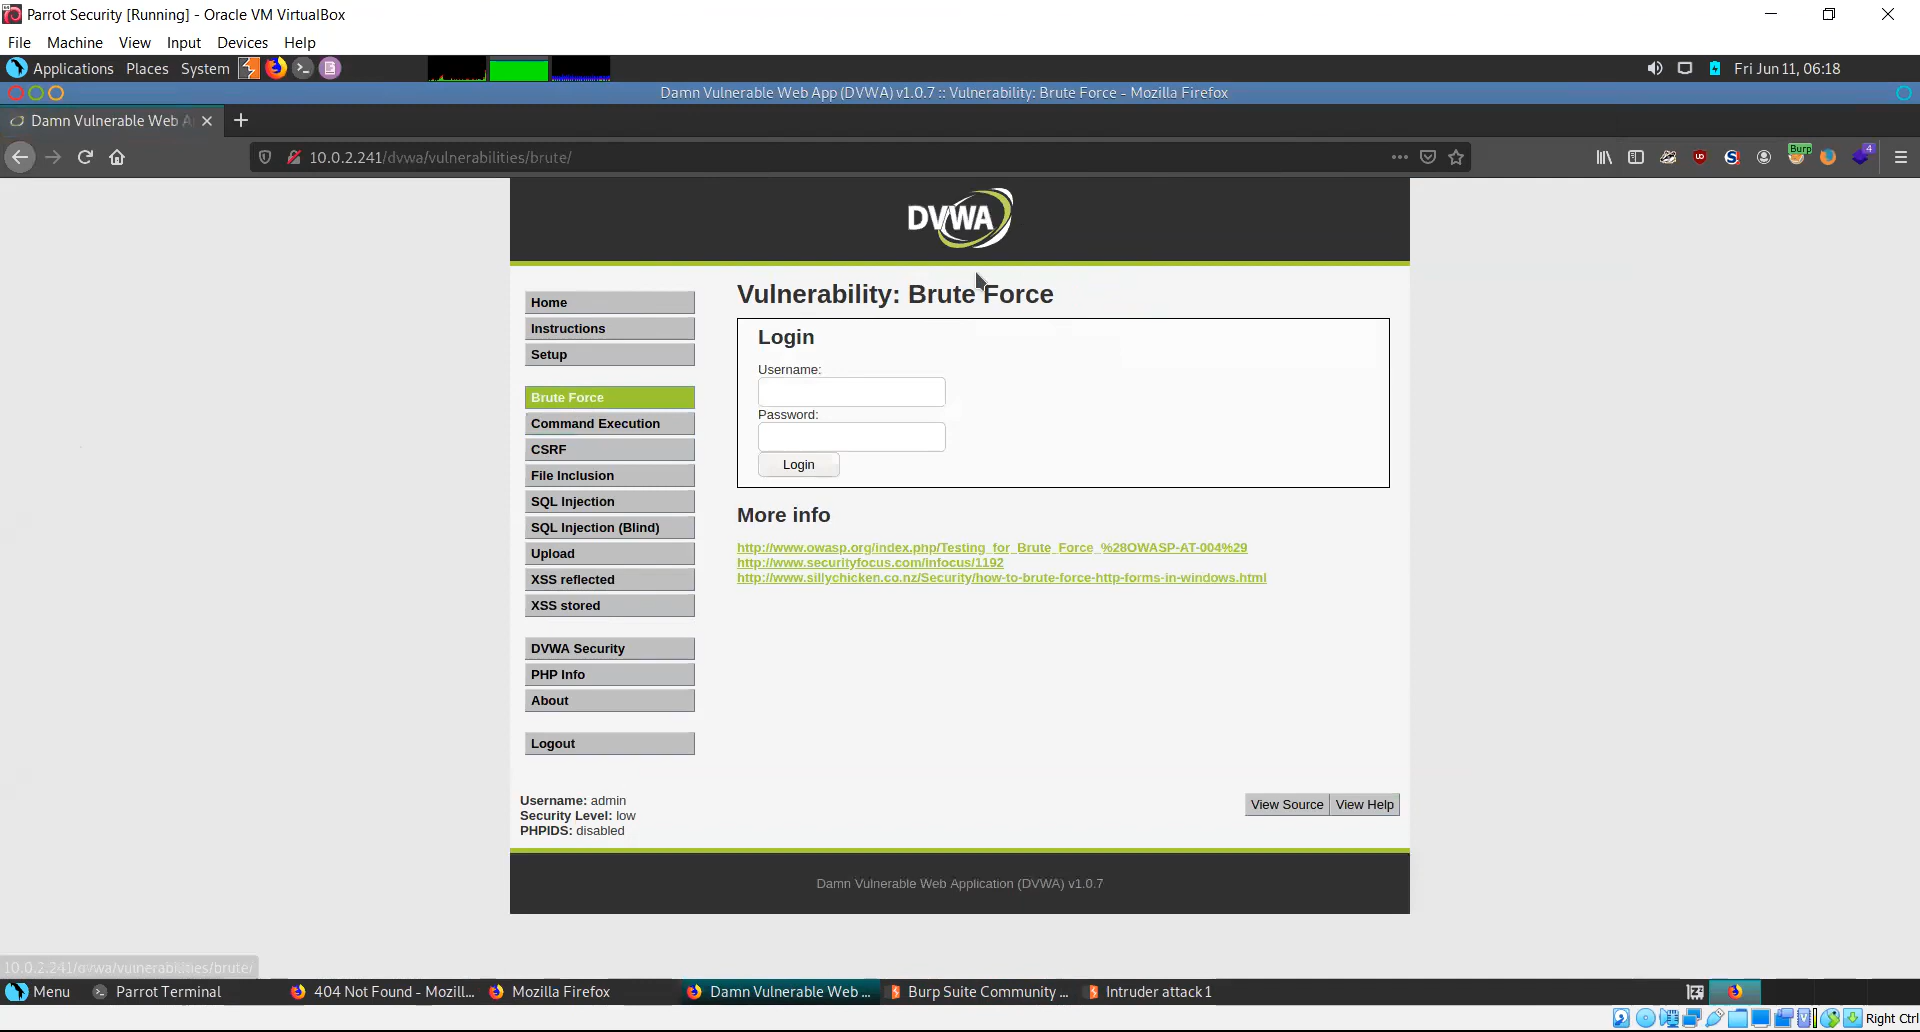 Parrot Security [Running] - Oracle VM VirtualBox
File Machine View Input Devices Help
Applications Places System
Fri Jun 11, 06:18
Damn Vulnerable Web App (DVWA) v1.0.7 :: Vulnerability: Brute Force - Mozilla Firefox
Damn Vulnerable Web A
10.0.2.241/dvwa/vulnerabilities/brute/
Burp
4
DVWA
Home
Instructions
Setup
Brute Force
Command Execution
CSRF
File Inclusion
SQL Injection
SQL Injection (Blind)
Upload
XSS reflected
XSS stored
DVWA Security
PHP Info
About
Logout
Vulnerability: Brute Force
Login
Username:
Password:
Login
More info
http://www.owasp.org/index.php/Testing_for_Brute_Force_%28OWASP-AT-004%29
http://www.securityfocus.com/infocus/1192
http://www.sillychicken.co.nz/Security/how-to-brute-force-http-forms-in-windows.html
Username: admin
Security Level: low
PHPIDS: disabled
View Source View Help
Damn Vulnerable Web Application (DVWA) v1.0.7
10.0.2.241/dvwa/vulnerabilities/brute/
Menu Parrot Terminal 404 Not Found - Mozill... Mozilla Firefox Damn Vulnerable Web ... Burp Suite Community ... Intruder attack 1
Right Ctrl